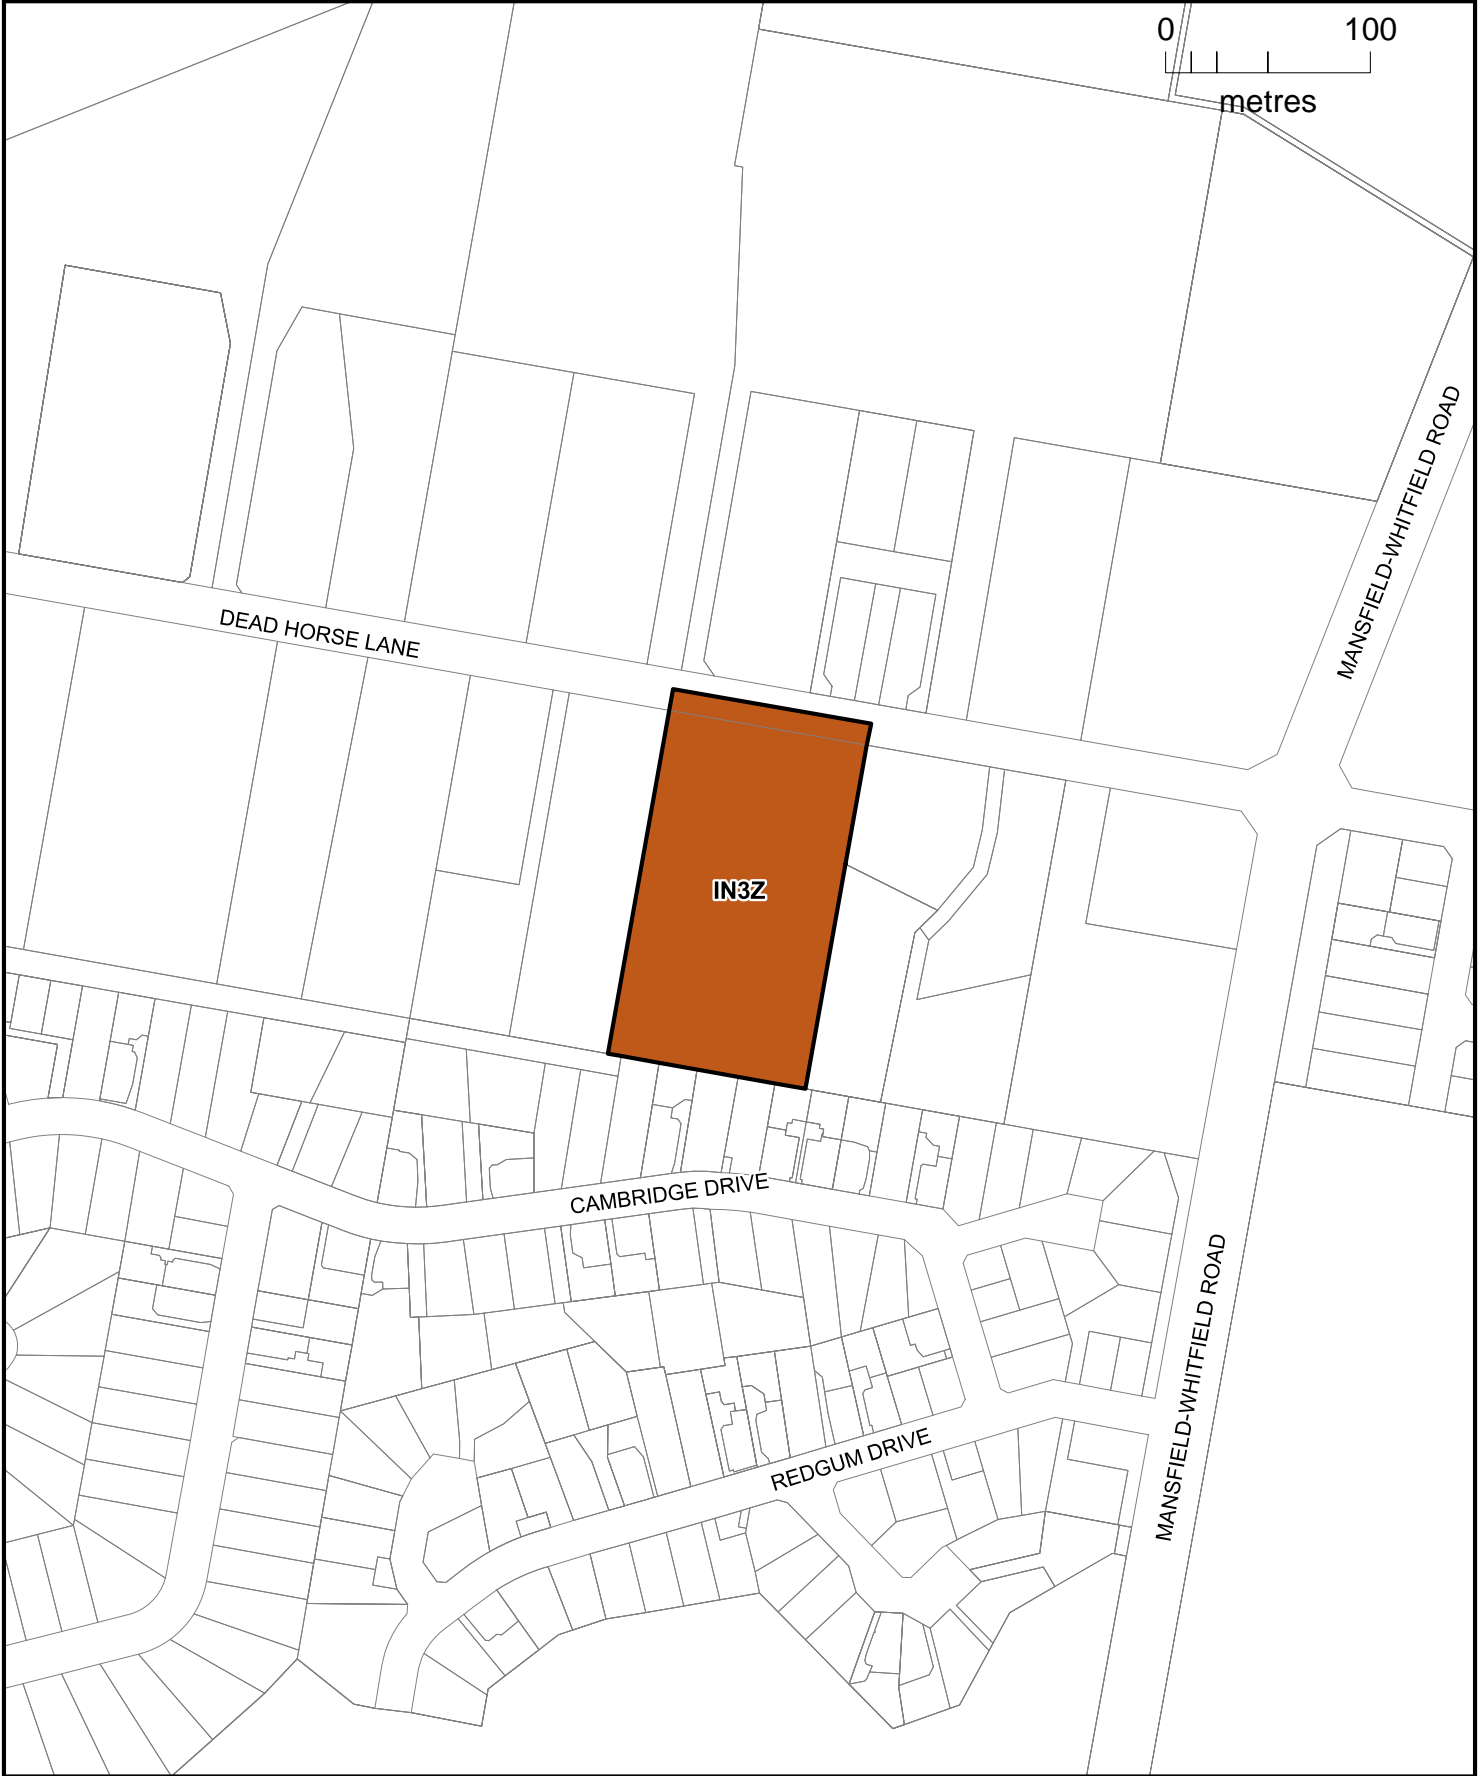 0 100
metres
MANSFIELD-WHITFIELD ROAD
DEAD HORSE LANE
IN3Z
CAMBRIDGE DRIVE
MANSFIELD-WHITFIELD ROAD
REDGUM DRIVE